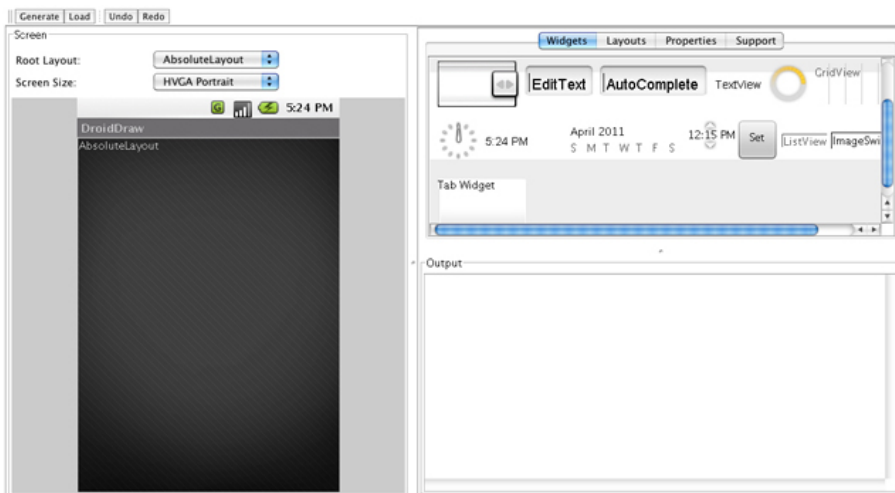 Generate Load Undo Redo
Screen
Root Layout: AbsoluteLayout
Screen Size: HVGA Portrait
G 5:24 PM
DroidDraw
AbsoluteLayout
Widgets Layouts Properties Support
EditText AutoComplete TextView GridView
5:24 PM April 2011 12:15 PM Set ListView ImageSwi
S M T W T F S
Tab Widget
Output